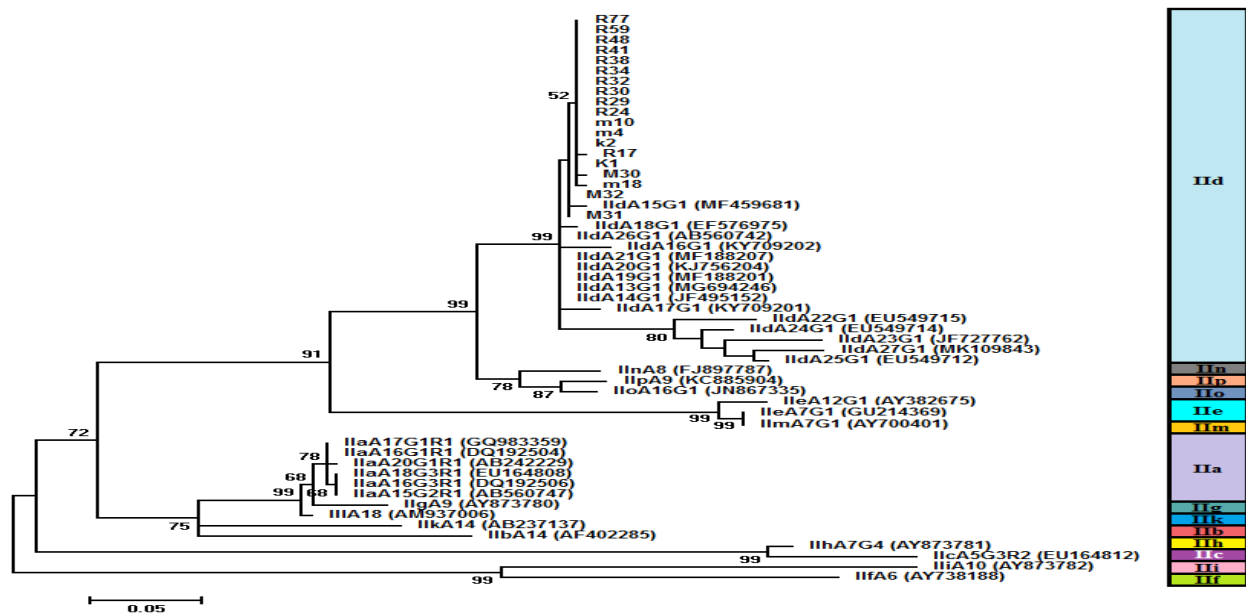 R77
R59
R48
R41
R38
R34
R32
R30
R29
R24
m10
m4
k2
R17
K1
M30
m18
M32
IIdA15G1 (MF459681)
M31
IIdA18G1 (EF576975)
IIdA26G1 (AB560742)
IIdA16G1 (KY709202)
IIdA21G1 (MF188207)
IIdA20G1 (KJ756204)
IIdA19G1 (MF188201)
IIdA13G1 (MG694246)
IIdA14G1 (JF495152)
IIdA17G1 (KY709201)
IIdA22G1 (EU549715)
IIdA24G1 (EU549714)
IIdA23G1 (JF727762)
IIdA27G1 (MK109843)
IIdA25G1 (EU549712)
IInA8 (FJ897787)
IIpA9 (KC885904)
IIoA16G1 (JN867335)
IIeA12G1 (AY382675)
IIeA7G1 (GU214369)
IImA7G1 (AY700401)
IIaA17G1R1 (GQ983359)
IIaA16G1R1 (DQ192504)
IIaA20G1R1 (AB242229)
IIaA18G3R1 (EU164808)
IIaA16G3R1 (DQ192506)
IIaA15G2R1 (AB560747)
IIgA9 (AY873780)
IIlA18 (AM937006)
IIkA14 (AB237137)
IIbA14 (AF402285)
IIhA7G4 (AY873781)
IIcA5G3R2 (EU164812)
IIiA10 (AY873782)
IIfA6 (AY738188)
52
99
99
80
91
78
87
99
99
72
78
68
68
99
75
99
99
0.05
IId
IIn
IIp
IIo
IIe
IIm
IIa
IIg
IIk
IIb
IIh
IIc
IIi
IIf